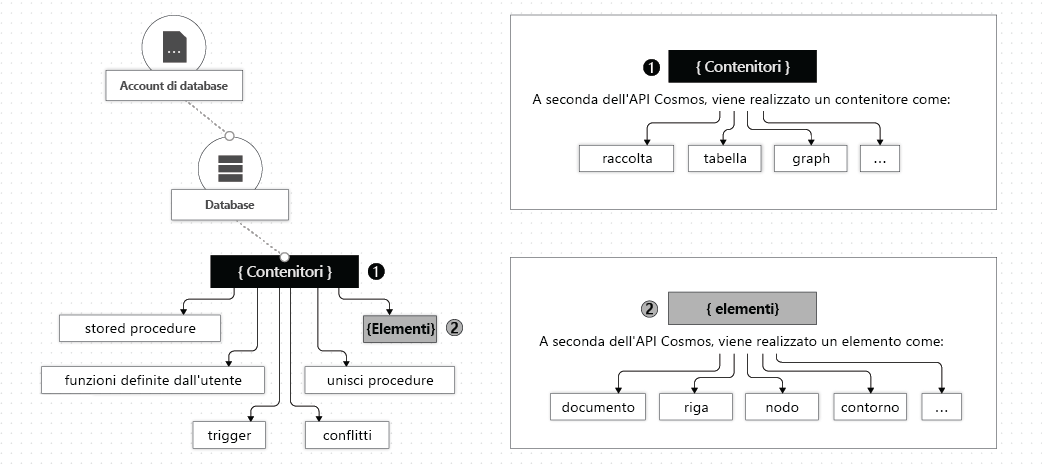 ...
Account di database
Database
{ Contenitori } 1
stored procedure
{Elementi} 2
funzioni definite dall'utente
unisci procedure
trigger
conflitti
1 { Contenitori }
A seconda dell'API Cosmos, viene realizzato un contenitore come:
raccolta tabella graph ...
2 { elementi}
A seconda dell'API Cosmos, viene realizzato un elemento come:
documento riga nodo contorno ...